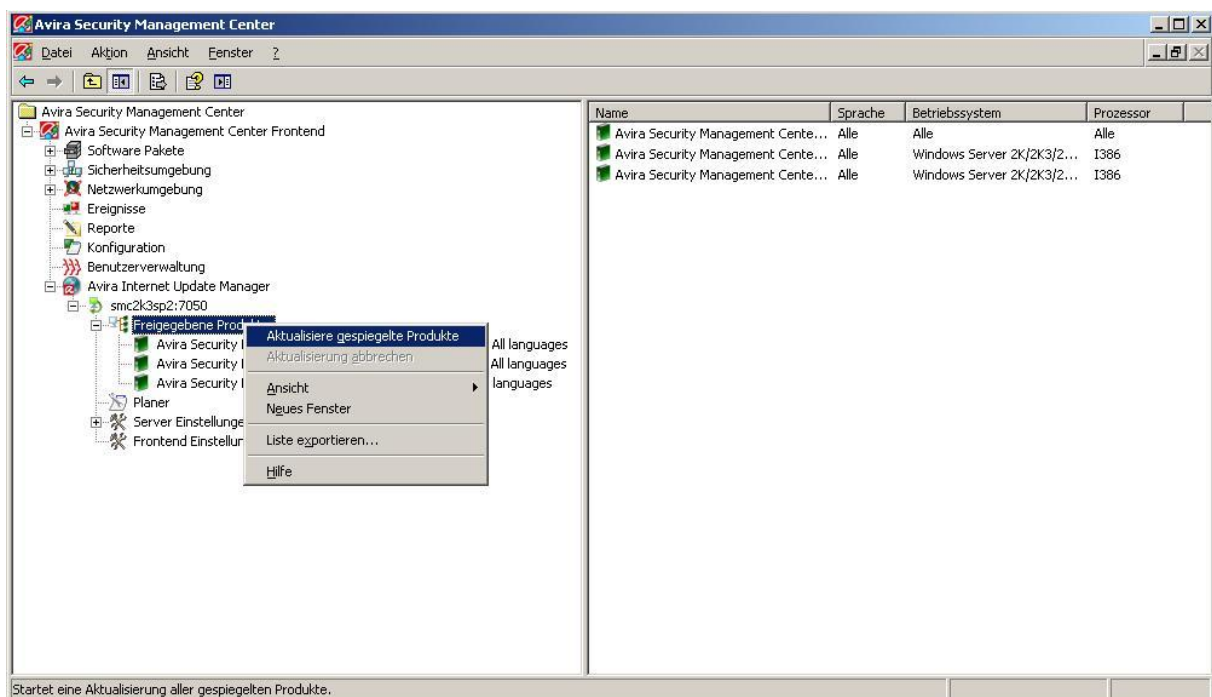 Avira Security Management Center
Datei Aktion Ansicht Fenster ?
Avira Security Management Center
Avira Security Management Center Frontend
Software Pakete
Sicherheitsumgebung
Netzwerkumgebung
Ereignisse
Reporte
Konfiguration
Benutzerverwaltung
Avira Internet Update Manager
smc2k3sp2:7050
Freigegebene Prod
Avira Security All languages
Avira Security All languages
Avira Security languages
Planer
Server Einstellunge
Frontend Einstellur
Aktualisiere gespiegelte Produkte
Aktualisierung abbrechen
Ansicht
Neues Fenster
Liste exportieren...
Hilfe
Name Sprache Betriebssystem Prozessor
Avira Security Management Cente... Alle Alle Alle
Avira Security Management Cente... Alle Windows Server 2K/2K3/2... I386
Avira Security Management Cente... Alle Windows Server 2K/2K3/2... I386
Startet eine Aktualisierung aller gespiegelten Produkte.